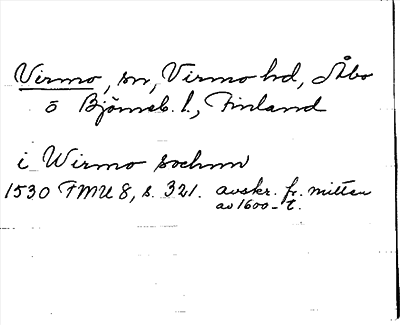 Virmo, sn, Virmo hd, Åbo
o Björneb. l., Finland
i Wirmo sochnn
1530 FMU 8, s. 321. avskr. fr. mitten
av 1600-t.